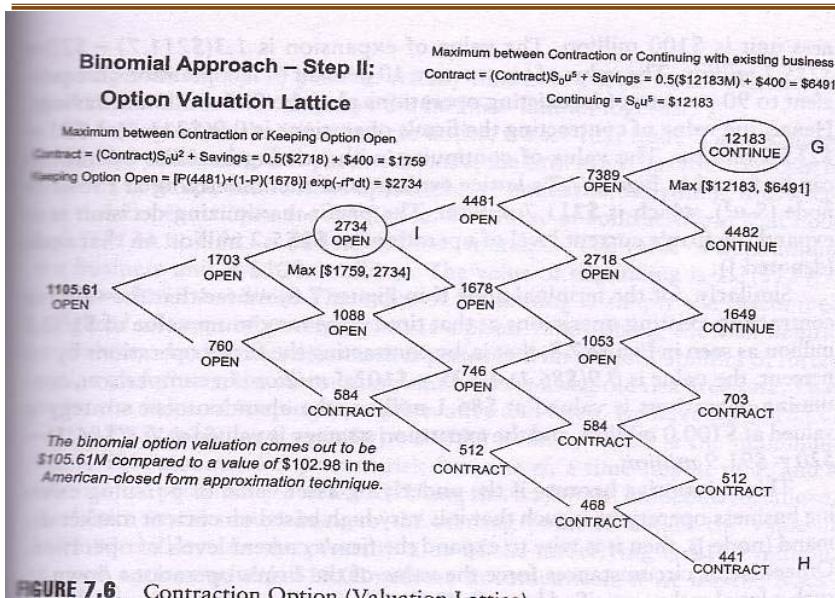 Binomial Approach – Step II:
Option Valuation Lattice
Maximum between Contraction or Continuing with existing business
Contract = (Contract)S₀u⁵ + Savings = 0.5($12183M) + $400 = $6491
Continuing = S₀u⁵ = $12183
Maximum between Contraction or Keeping Option Open
Contract = (Contract)S₀u² + Savings = 0.5($2718) + $400 = $1759
Keeping Option Open = [P(4481)+(1-P)(1678)] exp(-rf*dt) = $2734
12183
CONTINUE
G
7389
OPEN
Max [$12183, $6491]
4481
OPEN
2734
OPEN
I
4482
CONTINUE
1703
OPEN
Max [$1759, 2734]
2718
OPEN
1105.61
OPEN
1678
OPEN
1088
OPEN
1649
CONTINUE
760
OPEN
1053
OPEN
746
OPEN
584
CONTRACT
703
CONTRACT
584
CONTRACT
The binomial option valuation comes out to be
$105.61M compared to a value of $102.98 in the
American-closed form approximation technique.
512
CONTRACT
512
CONTRACT
468
CONTRACT
441
CONTRACT
H
FIGURE 7.6 Contraction Option (Valuation Lattice)